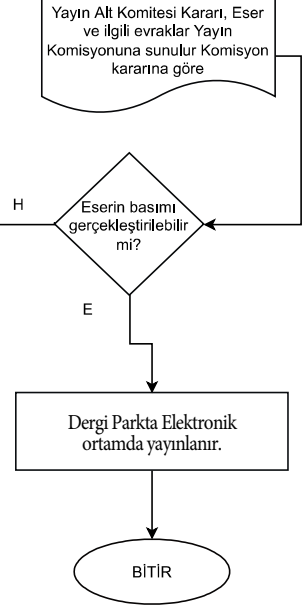 Yayın Alt Komitesi Kararı, Eser
ve ilgili evraklar Yayın
Komisyonuna sunulur Komisyon
kararına göre
H
Eserin basımı
gerçekleştirilebilir
mi?
E
Dergi Parkta Elektronik
ortamda yayınlanır.
BİTİR